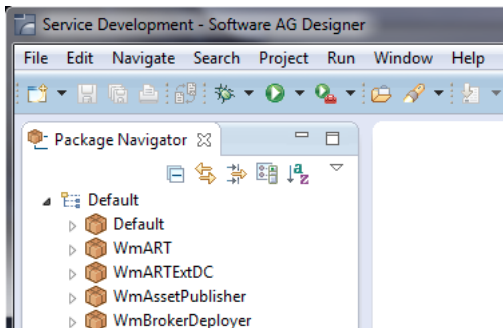 Service Development - Software AG Designer
File Edit Navigate Search Project Run Window Help
Package Navigator
Default
Default
WmART
WmARTExtDC
WmAssetPublisher
WmBrokerDeployer